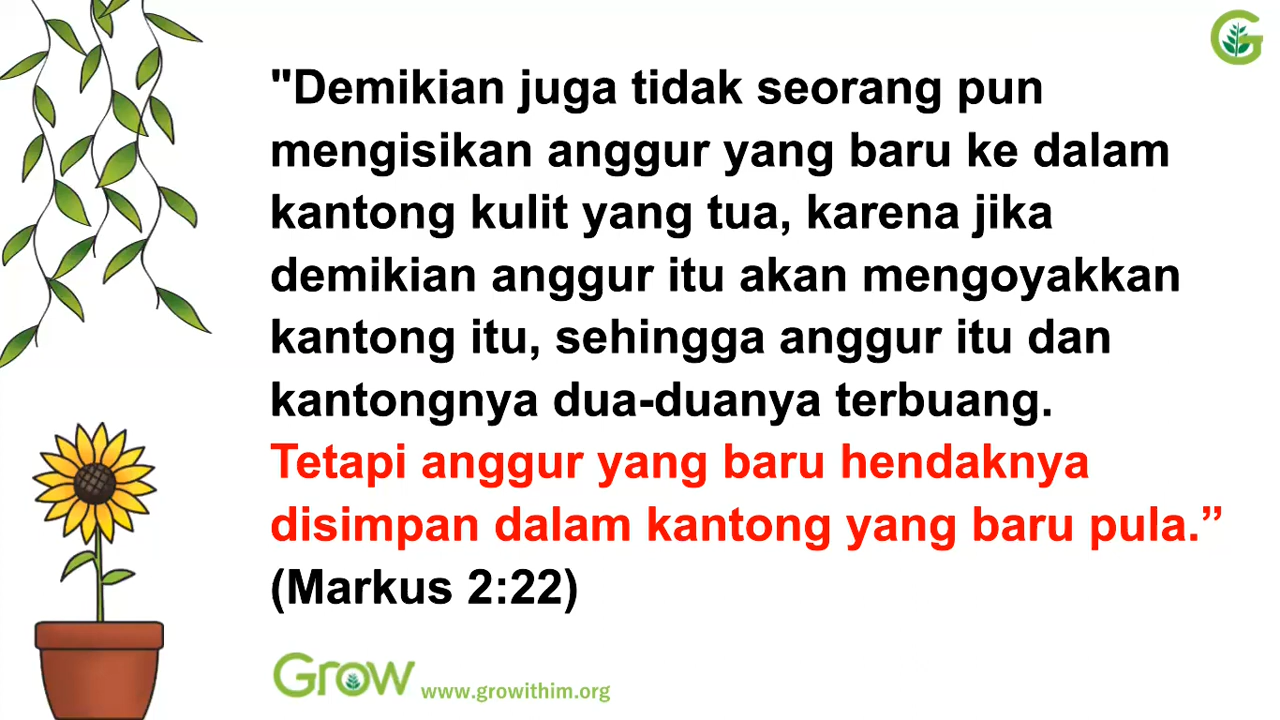 G
"Demikian juga tidak seorang pun
mengisikan anggur yang baru ke dalam
kantong kulit yang tua, karena jika
demikian anggur itu akan mengoyakkan
kantong itu, sehingga anggur itu dan
kantongnya dua-duanya terbuang.
Tetapi anggur yang baru hendaknya
disimpan dalam kantong yang baru pula.”
(Markus 2:22)
Grow www.growithim.org